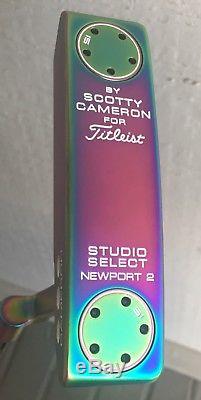 BY
SCOTTY
CAMERON
FOR
Titleist
STUDIO
SELECT
NEWPORT 2